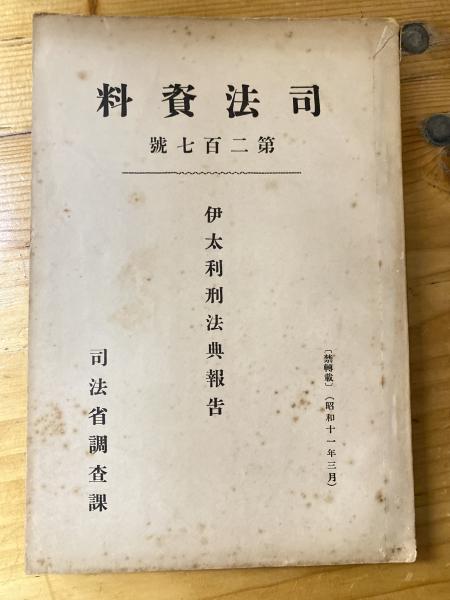 司法資料
第二百七號
〔禁轉載〕（昭和十一年三月）
伊太利刑法典報告
司法省調查課